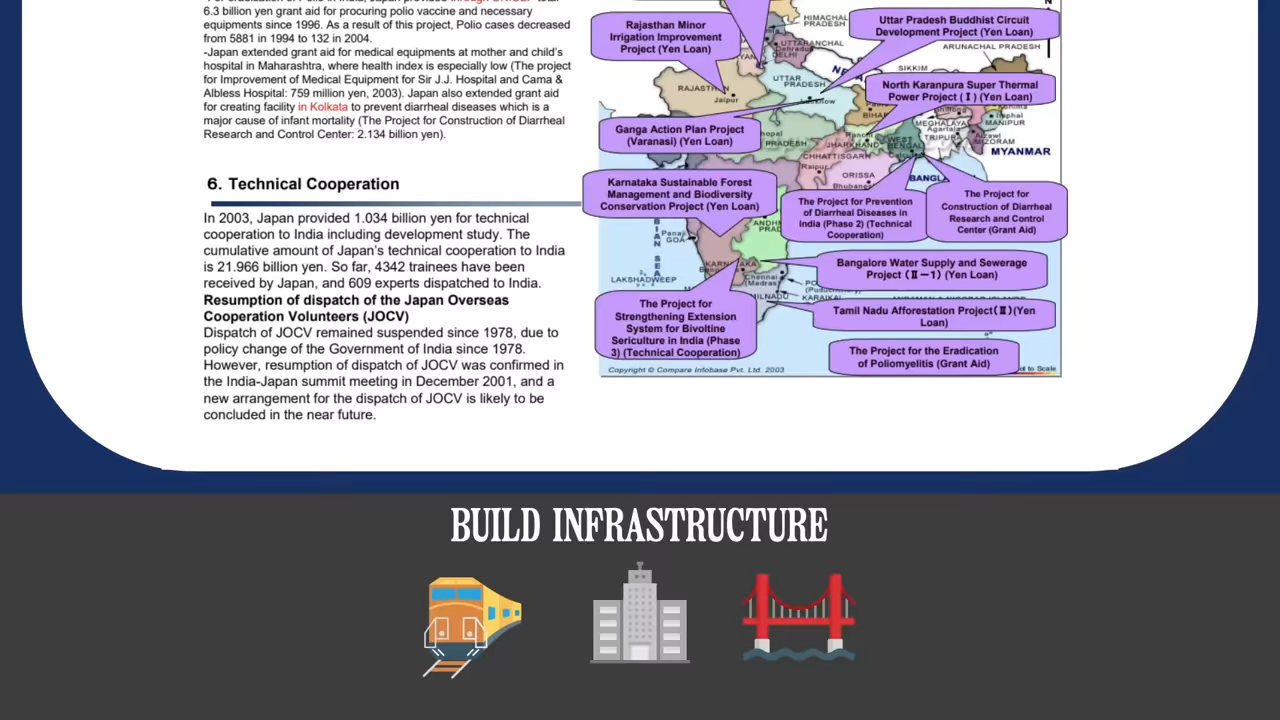 6.3 billion yen grant aid for procuring polio vaccine and necessary
equipments since 1996. As a result of this project, Polio cases decreased
from 5881 in 1994 to 132 in 2004.
-Japan extended grant aid for medical equipments at mother and child's
hospital in Maharashtra, where health index is especially low (The project
for Improvement of Medical Equipment for Sir J.J. Hospital and Cama &
Albless Hospital: 759 million yen, 2003). Japan also extended grant aid
for creating facility in Kolkata to prevent diarrheal diseases which is a
major cause of infant mortality (The Project for Construction of Diarrheal
Research and Control Center: 2.134 billion yen).
6. Technical Cooperation
In 2003, Japan provided 1.034 billion yen for technical
cooperation to India including development study. The
cumulative amount of Japan's technical cooperation to India
is 21.966 billion yen. So far, 4342 trainees have been
received by Japan, and 609 experts dispatched to India.
Resumption of dispatch of the Japan Overseas
Cooperation Volunteers (JOCV)
Dispatch of JOCV remained suspended since 1978, due to
policy change of the Government of India since 1978.
However, resumption of dispatch of JOCV was confirmed in
the India-Japan summit meeting in December 2001, and a
new arrangement for the dispatch of JOCV is likely to be
concluded in the near future.
HIMACHAL
PRADESH
Rajasthan Minor
Irrigation Improvement
Project (Yen Loan)
Uttar Pradesh Buddhist Circuit
Development Project (Yen Loan)
UTTARANCHAL
Dehradun
DELHI
ARUNACHAL PRADESH
SIKKIM
UTTAR
PRADESH
RAJASTHAN
Jaipur
Lucknow
North Karanpura Super Thermal
Power Project (Ⅰ) (Yen Loan)
Ganga Action Plan Project
(Varanasi) (Yen Loan)
MEGHALAYA
Imphal
MANIPUR
Agartala
TRIPURA
MIZORAM
MYANMAR
PRADESH
Ranchi
JHARKHAND
WEST
BENGAL
CHHATTISGARH
Raipur
ORISSA
Karnataka Sustainable Forest
Management and Biodiversity
Conservation Project (Yen Loan)
The Project for Prevention
of Diarrheal Diseases in
India (Phase 2) (Technical
Cooperation)
The Project for
Construction of Diarrheal
Research and Control
Center (Grant Aid)
Panaji
GOA
SEA
LAKSHADWEEP
Chennai
(Madras)
KARAIKAL
Bangalore Water Supply and Sewerage
Project (Ⅱ－1) (Yen Loan)
Tamil Nadu Afforestation Project(Ⅱ)(Yen
Loan)
The Project for
Strengthening Extension
System for Bivoltine
Sericulture in India (Phase
3) (Technical Cooperation)
The Project for the Eradication
of Poliomyelitis (Grant Aid)
Copyright © Compare Infobase Pvt. Ltd. 2003
to Scale
BUILD INFRASTRUCTURE